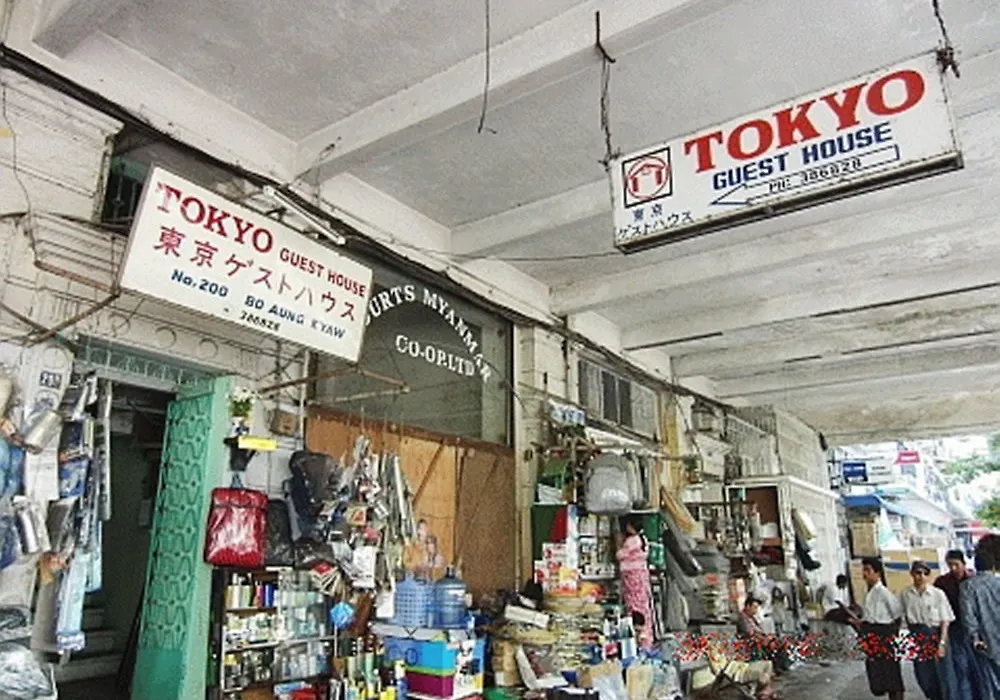 TOKYO GUEST HOUSE
東京ゲストハウス
No. 200 BO AUNG KYAW
386828
TOKYO
GUEST HOUSE
PH: 386828
東京
ゲストハウス
URTS MYANMAR
CO-OP.LTD